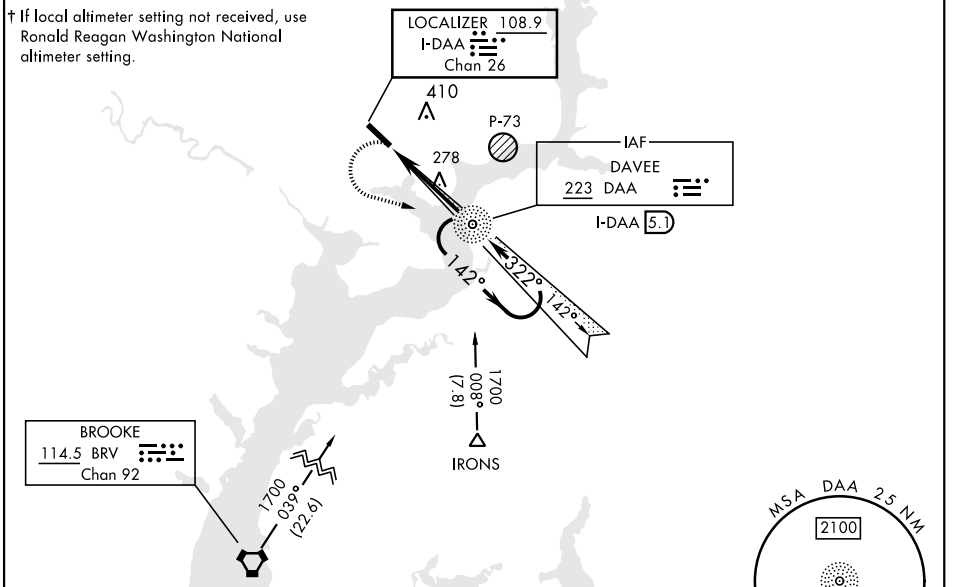 † If local altimeter setting not received, use
Ronald Reagan Washington National
altimeter setting.
LOCALIZER 108.9
I-DAA
Chan 26
410
P-73
278
IAF
DAVEE
223 DAA
I-DAA 5.1
142°
322°
142°
1700
008°
(7.8)
IRONS
BROOKE
114.5 BRV
Chan 92
1700
039°
(22.6)
MSA DAA 25 NM
2100